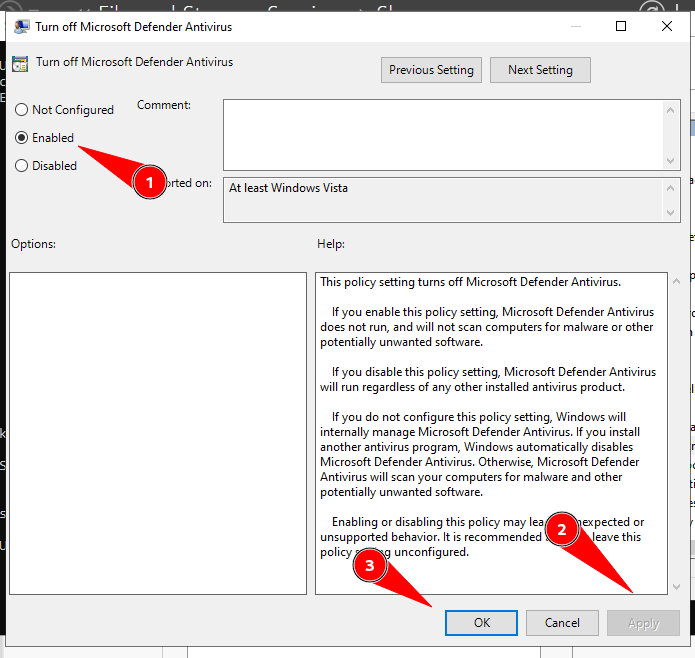 Turn off Microsoft Defender Antivirus
Turn off Microsoft Defender Antivirus
Previous Setting
Next Setting
Not Configured
Comment:
Enabled
Disabled
1
orted on:
At least Windows Vista
Options:
Help:
This policy setting turns off Microsoft Defender Antivirus.
If you enable this policy setting, Microsoft Defender Antivirus
does not run, and will not scan computers for malware or other
potentially unwanted software.
If you disable this policy setting, Microsoft Defender Antivirus
will run regardless of any other installed antivirus product.
If you do not configure this policy setting, Windows will
internally manage Microsoft Defender Antivirus. If you install
another antivirus program, Windows automatically disables
Microsoft Defender Antivirus. Otherwise, Microsoft Defender
Antivirus will scan your computers for malware and other
potentially unwanted software.
Enabling or disabling this policy may lea expected or
2
unsupported behavior. It is recommended leave this
policy g unconfigured.
3
OK
Cancel
Apply